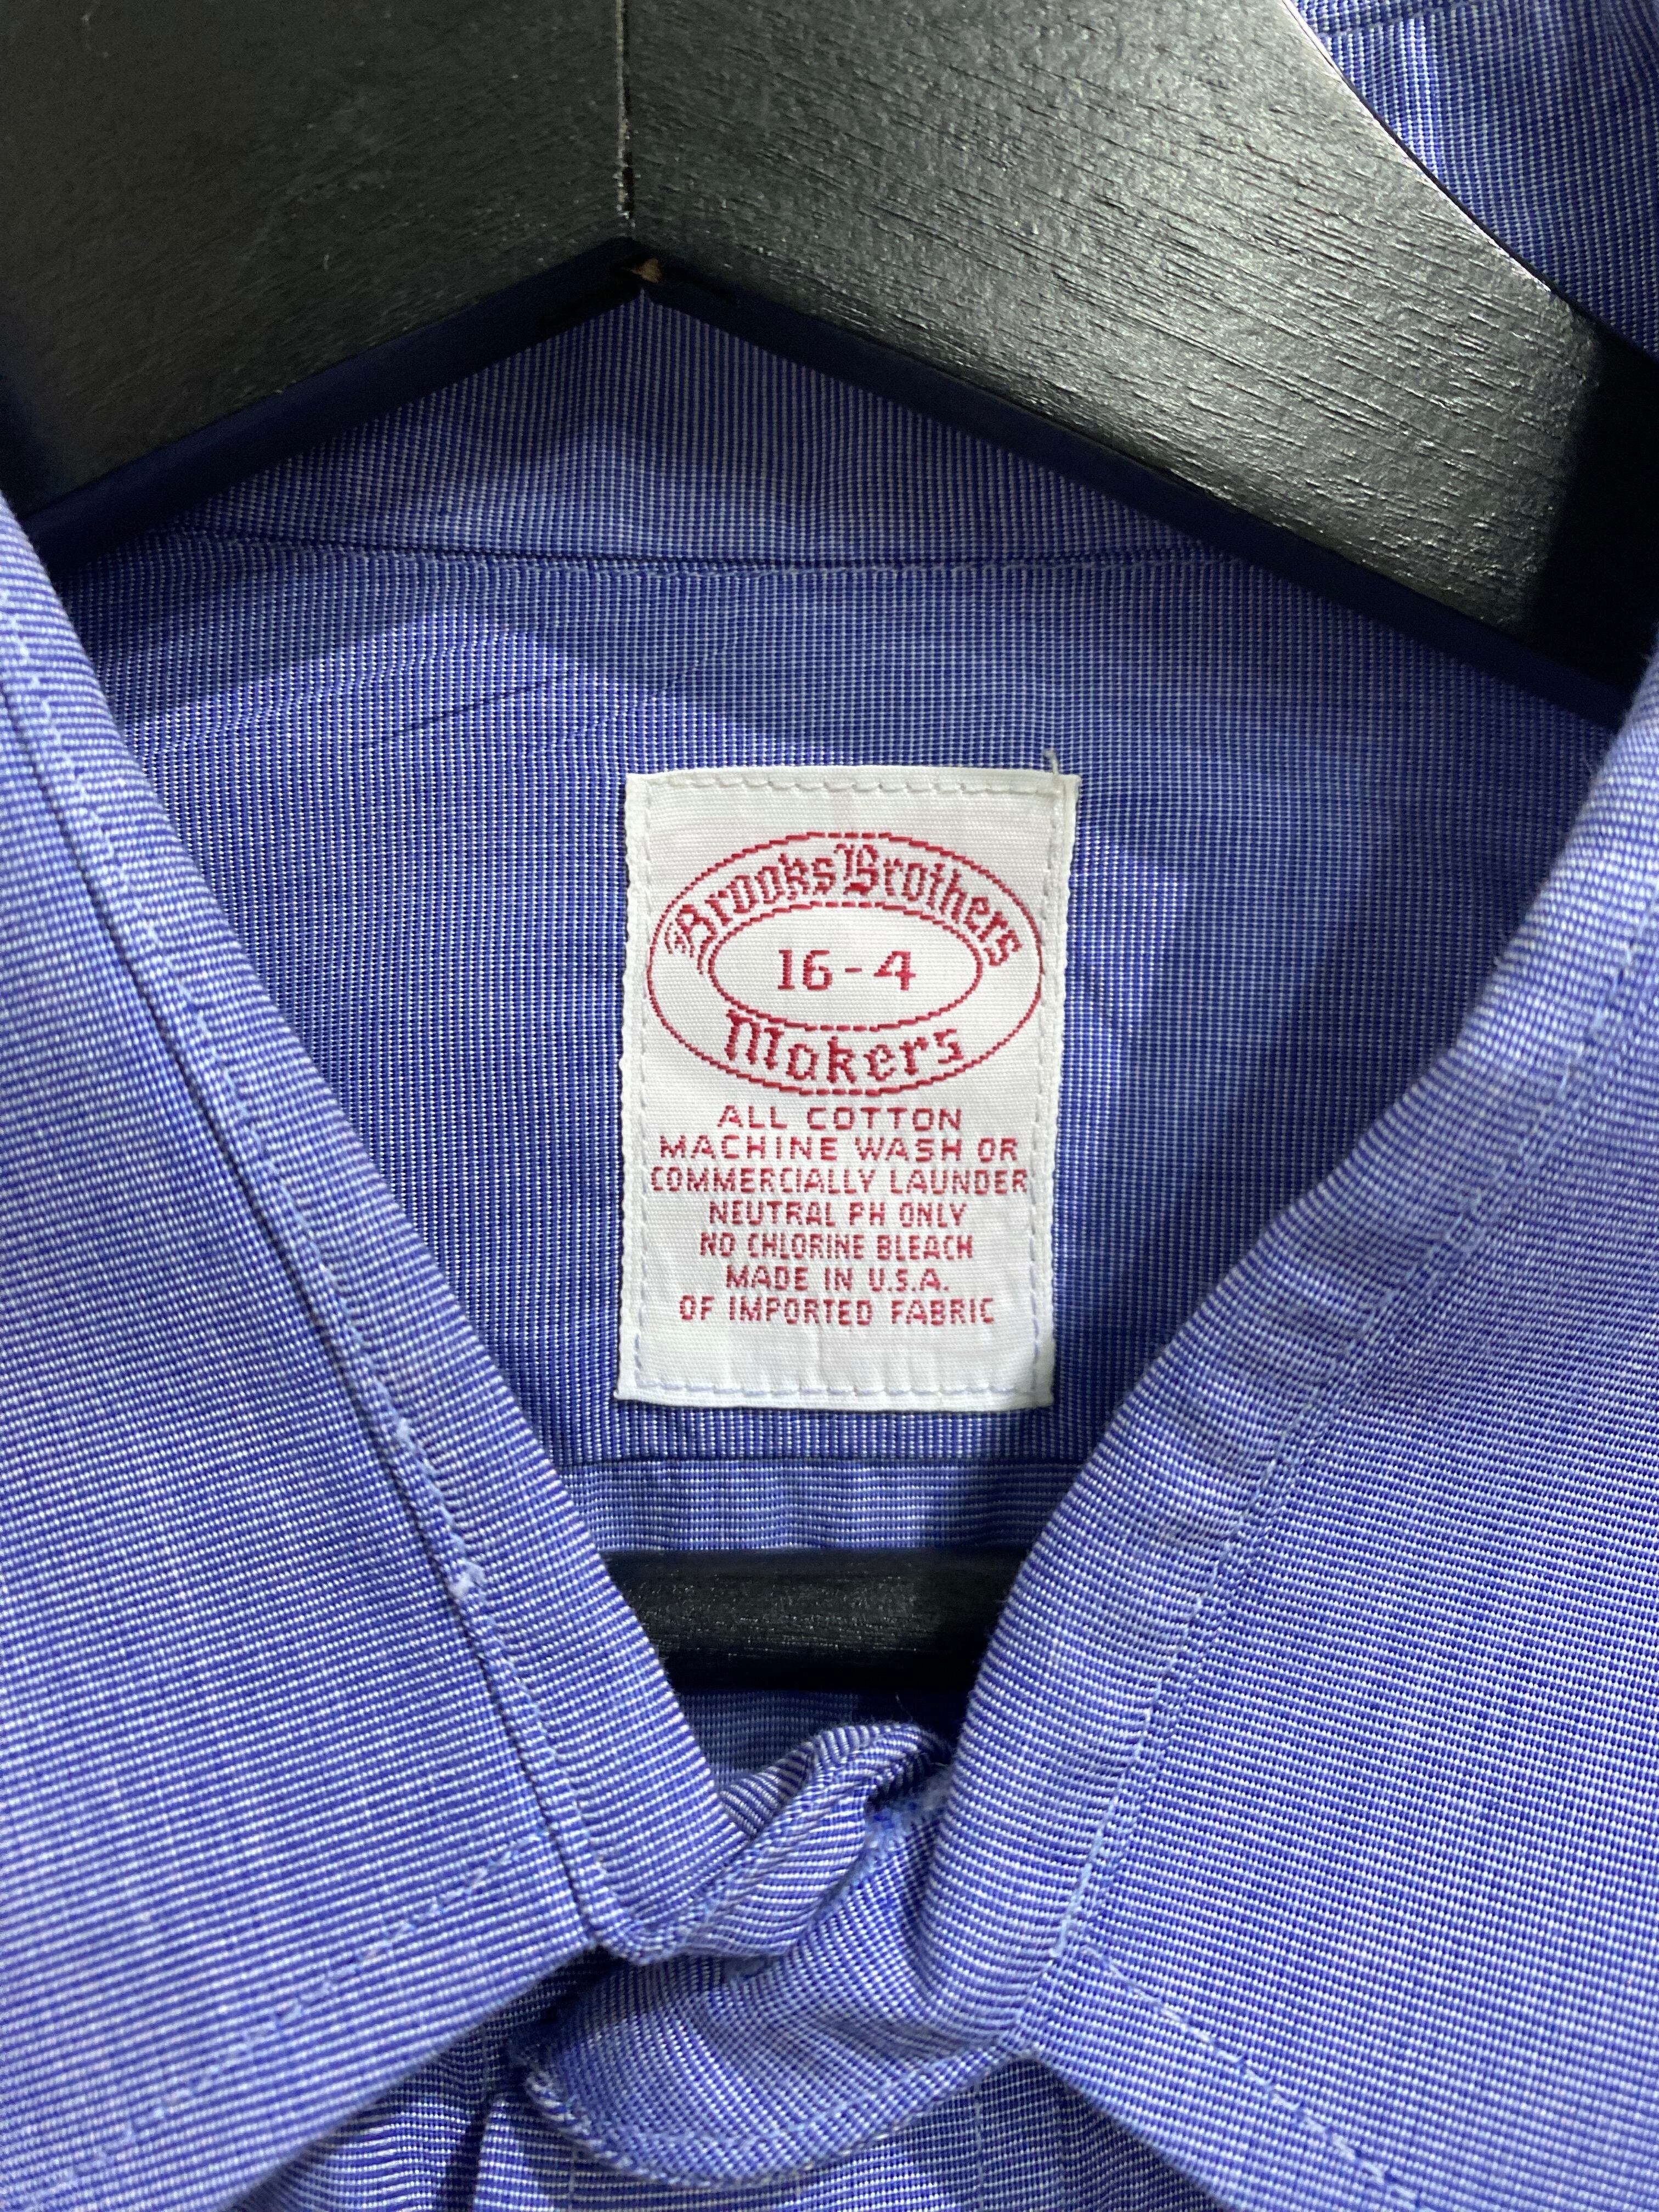 Brooks Brothers
16-4
Makers
ALL COTTON
MACHINE WASH OR
COMMERCIALLY LAUNDER
NEUTRAL PH ONLY
NO CHLORINE BLEACH
MADE IN U.S.A.
OF IMPORTED FABRIC